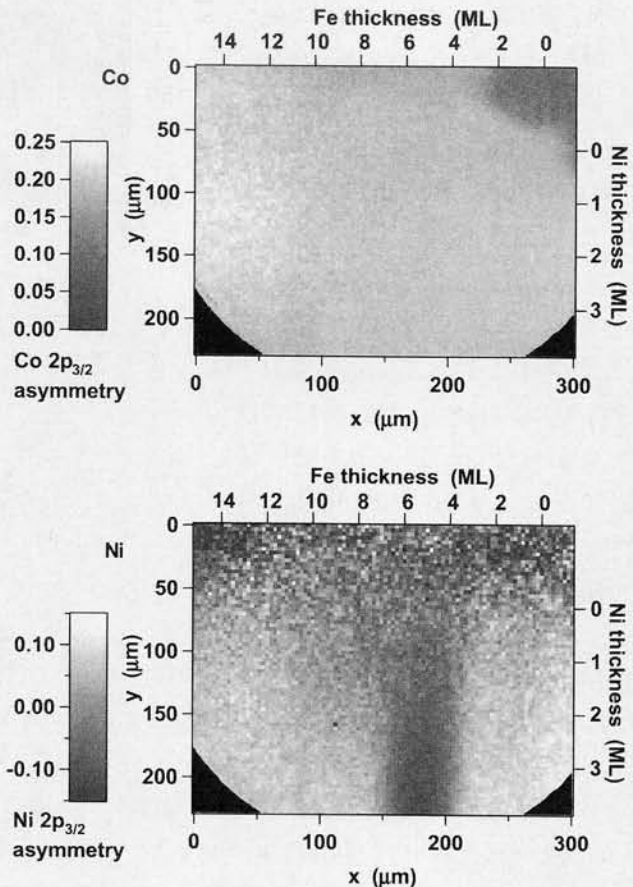 Fe thickness (ML)
14 12 10 8 6 4 2 0
Co
0.25
0.20
0.15
0.10
0.05
0.00
Co 2p3/2
asymmetry
0
50
100
150
200
y (µm)
0
1
2
3
Ni thickness (ML)
0 100 200 300
x (µm)
Fe thickness (ML)
14 12 10 8 6 4 2 0
Ni
0.10
0.00
-0.10
Ni 2p3/2
asymmetry
0
50
100
150
200
y (µm)
0
1
2
3
Ni thickness (ML)
0 100 200 300
x (µm)